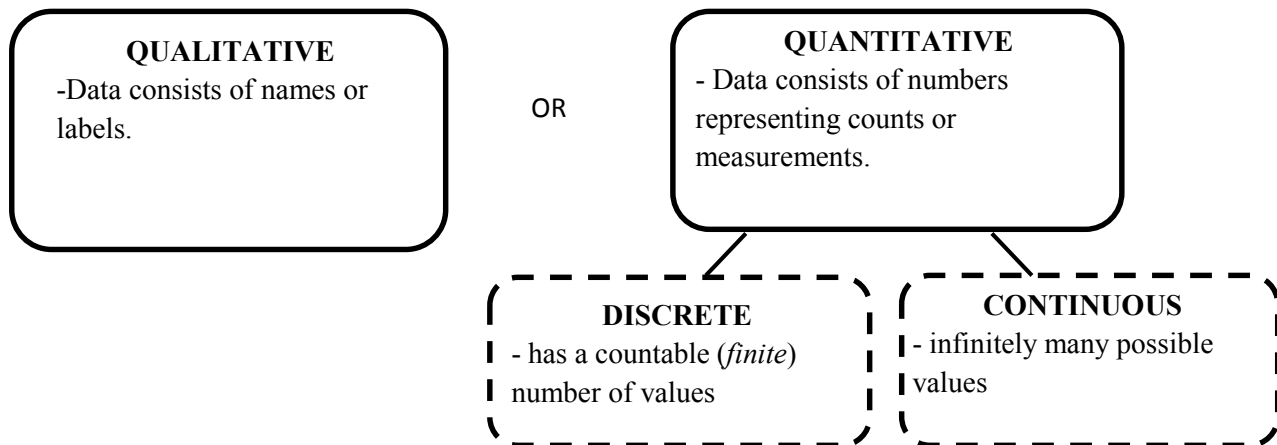 QUALITATIVE
-Data consists of names or
labels.
OR
QUANTITATIVE
- Data consists of numbers
representing counts or
measurements.
DISCRETE
- has a countable (finite)
number of values
CONTINUOUS
- infinitely many possible
values